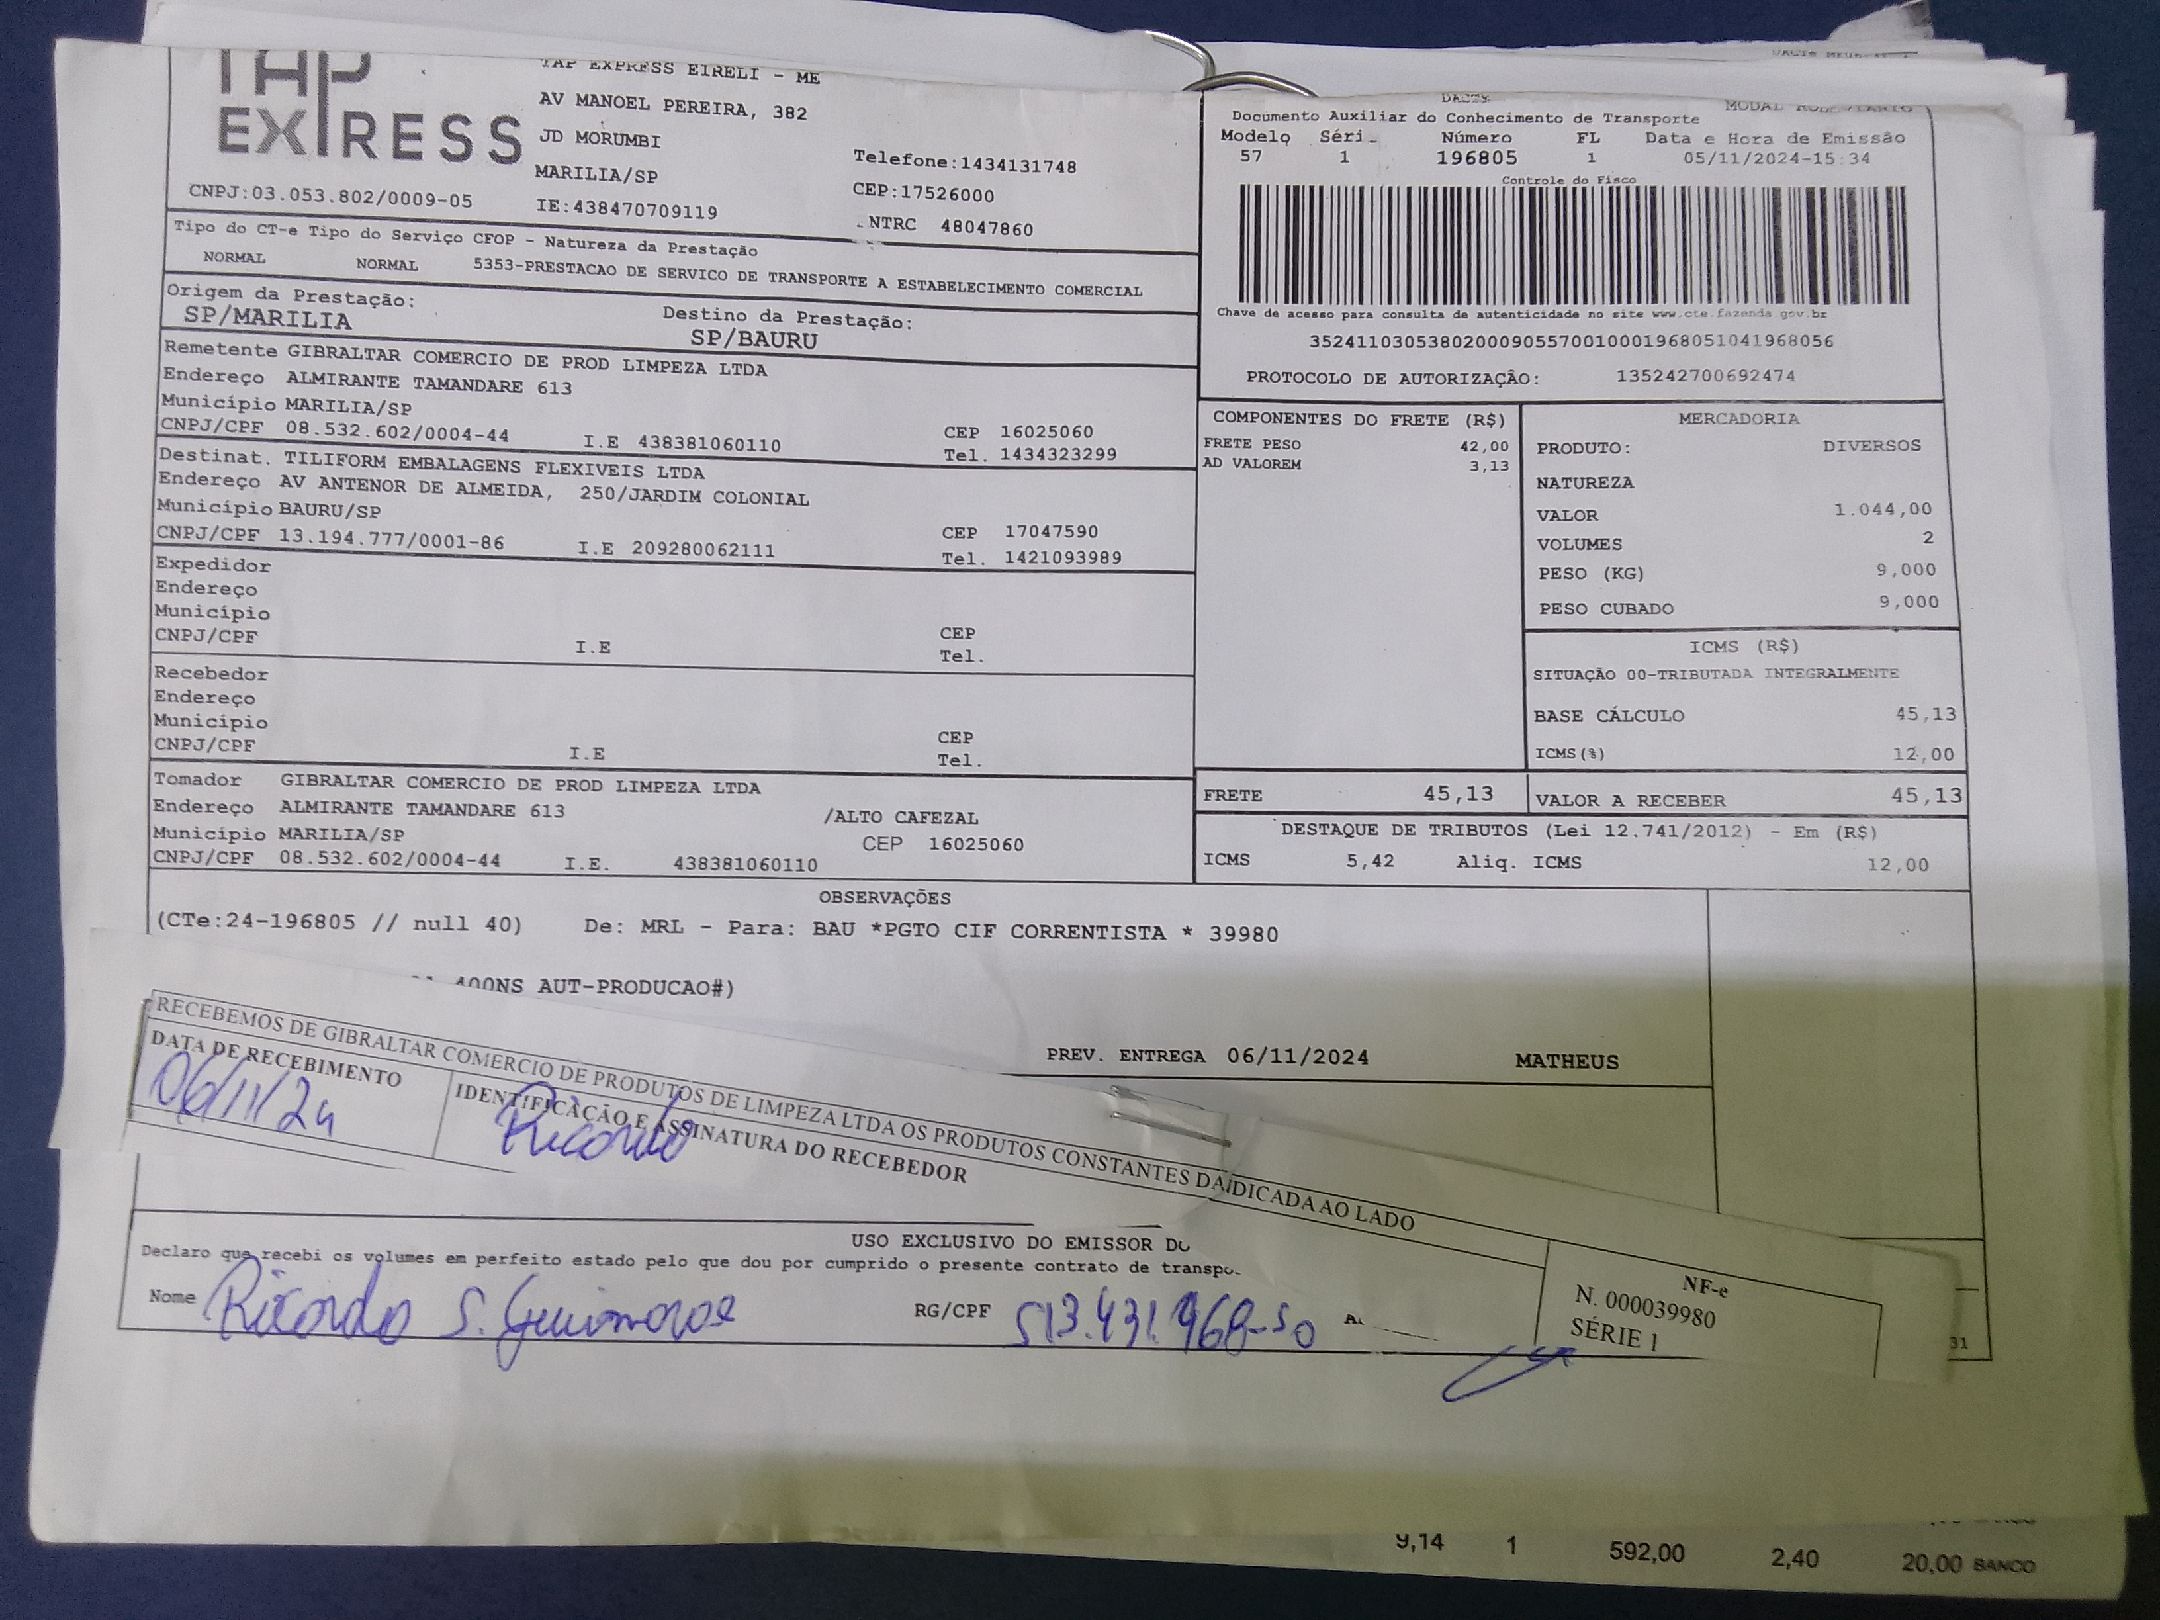 TAP
EXPRESS
TAP EXPRESS EIRELI - ME
AV MANOEL PEREIRA, 382
JD MORUMBI
MARILIA/SP
CNPJ:03.053.802/0009-05
IE:438470709119
Telefone:1434131748
CEP:17526000
NTRC 48047860
DACTE
MODAL RODOVIARIO
Documento Auxiliar do Conhecimento de Transporte
Modelo Séri Número FL Data e Hora de Emissão
57 1 196805 1 05/11/2024-15:34
Controle do Fisco
Chave de acesso para consulta de autenticidade no site www.cte.fazenda.gov.br
35241103053802000905570010001968051041968056
PROTOCOLO DE AUTORIZAÇÃO: 135242700692474
Tipo do CT-e Tipo do Serviço CFOP - Natureza da Prestação
NORMAL NORMAL 5353-PRESTACAO DE SERVICO DE TRANSPORTE A ESTABELECIMENTO COMERCIAL
Origem da Prestação: Destino da Prestação:
SP/MARILIA SP/BAURU
Remetente GIBRALTAR COMERCIO DE PROD LIMPEZA LTDA
Endereço ALMIRANTE TAMANDARE 613
Município MARILIA/SP CEP 16025060
CNPJ/CPF 08.532.602/0004-44 I.E 438381060110 Tel. 1434323299
Destinat. TILIFORM EMBALAGENS FLEXIVEIS LTDA
Endereço AV ANTENOR DE ALMEIDA, 250/JARDIM COLONIAL
Município BAURU/SP CEP 17047590
CNPJ/CPF 13.194.777/0001-86 I.E 209280062111 Tel. 1421093989
Expedidor
Endereço
Município CEP
CNPJ/CPF I.E Tel.
Recebedor
Endereço
Município CEP
CNPJ/CPF I.E Tel.
Tomador GIBRALTAR COMERCIO DE PROD LIMPEZA LTDA
Endereço ALMIRANTE TAMANDARE 613 /ALTO CAFEZAL
Município MARILIA/SP CEP 16025060
CNPJ/CPF 08.532.602/0004-44 I.E. 438381060110
COMPONENTES DO FRETE (R$)
FRETE PESO 42,00
AD VALOREM 3,13
MERCADORIA
PRODUTO: DIVERSOS
NATUREZA
VALOR 1.044,00
VOLUMES 2
PESO (KG) 9,000
PESO CUBADO 9,000
ICMS (R$)
SITUAÇÃO 00-TRIBUTADA INTEGRALMENTE
BASE CÁLCULO 45,13
ICMS(%) 12,00
FRETE 45,13 VALOR A RECEBER 45,13
DESTAQUE DE TRIBUTOS (Lei 12.741/2012) - Em (R$)
ICMS 5,42 Aliq. ICMS 12,00
OBSERVAÇÕES
(CTe:24-196805 // null 40) De: MRL - Para: BAU *PGTO CIF CORRENTISTA * 39980
400NS AUT-PRODUCAO#)
PREV. ENTREGA 06/11/2024 MATHEUS
RECEBEMOS DE GIBRALTAR COMERCIO DE PRODUTOS DE LIMPEZA LTDA OS PRODUTOS CONSTANTES DA DICADA AO LADO
DATA DE RECEBIMENTO IDENTIFICAÇÃO E ASSINATURA DO RECEBEDOR
06/11/24 Ricardo
NF-e
N. 000039980
SÉRIE 1
USO EXCLUSIVO DO EMISSOR DO
Declaro que recebi os volumes em perfeito estado pelo que dou por cumprido o presente contrato de transpo
Nome Ricardo S. Guimarães RG/CPF 513.431.968-50
31
9,14 1 592,00 2,40 20,00 BANCO